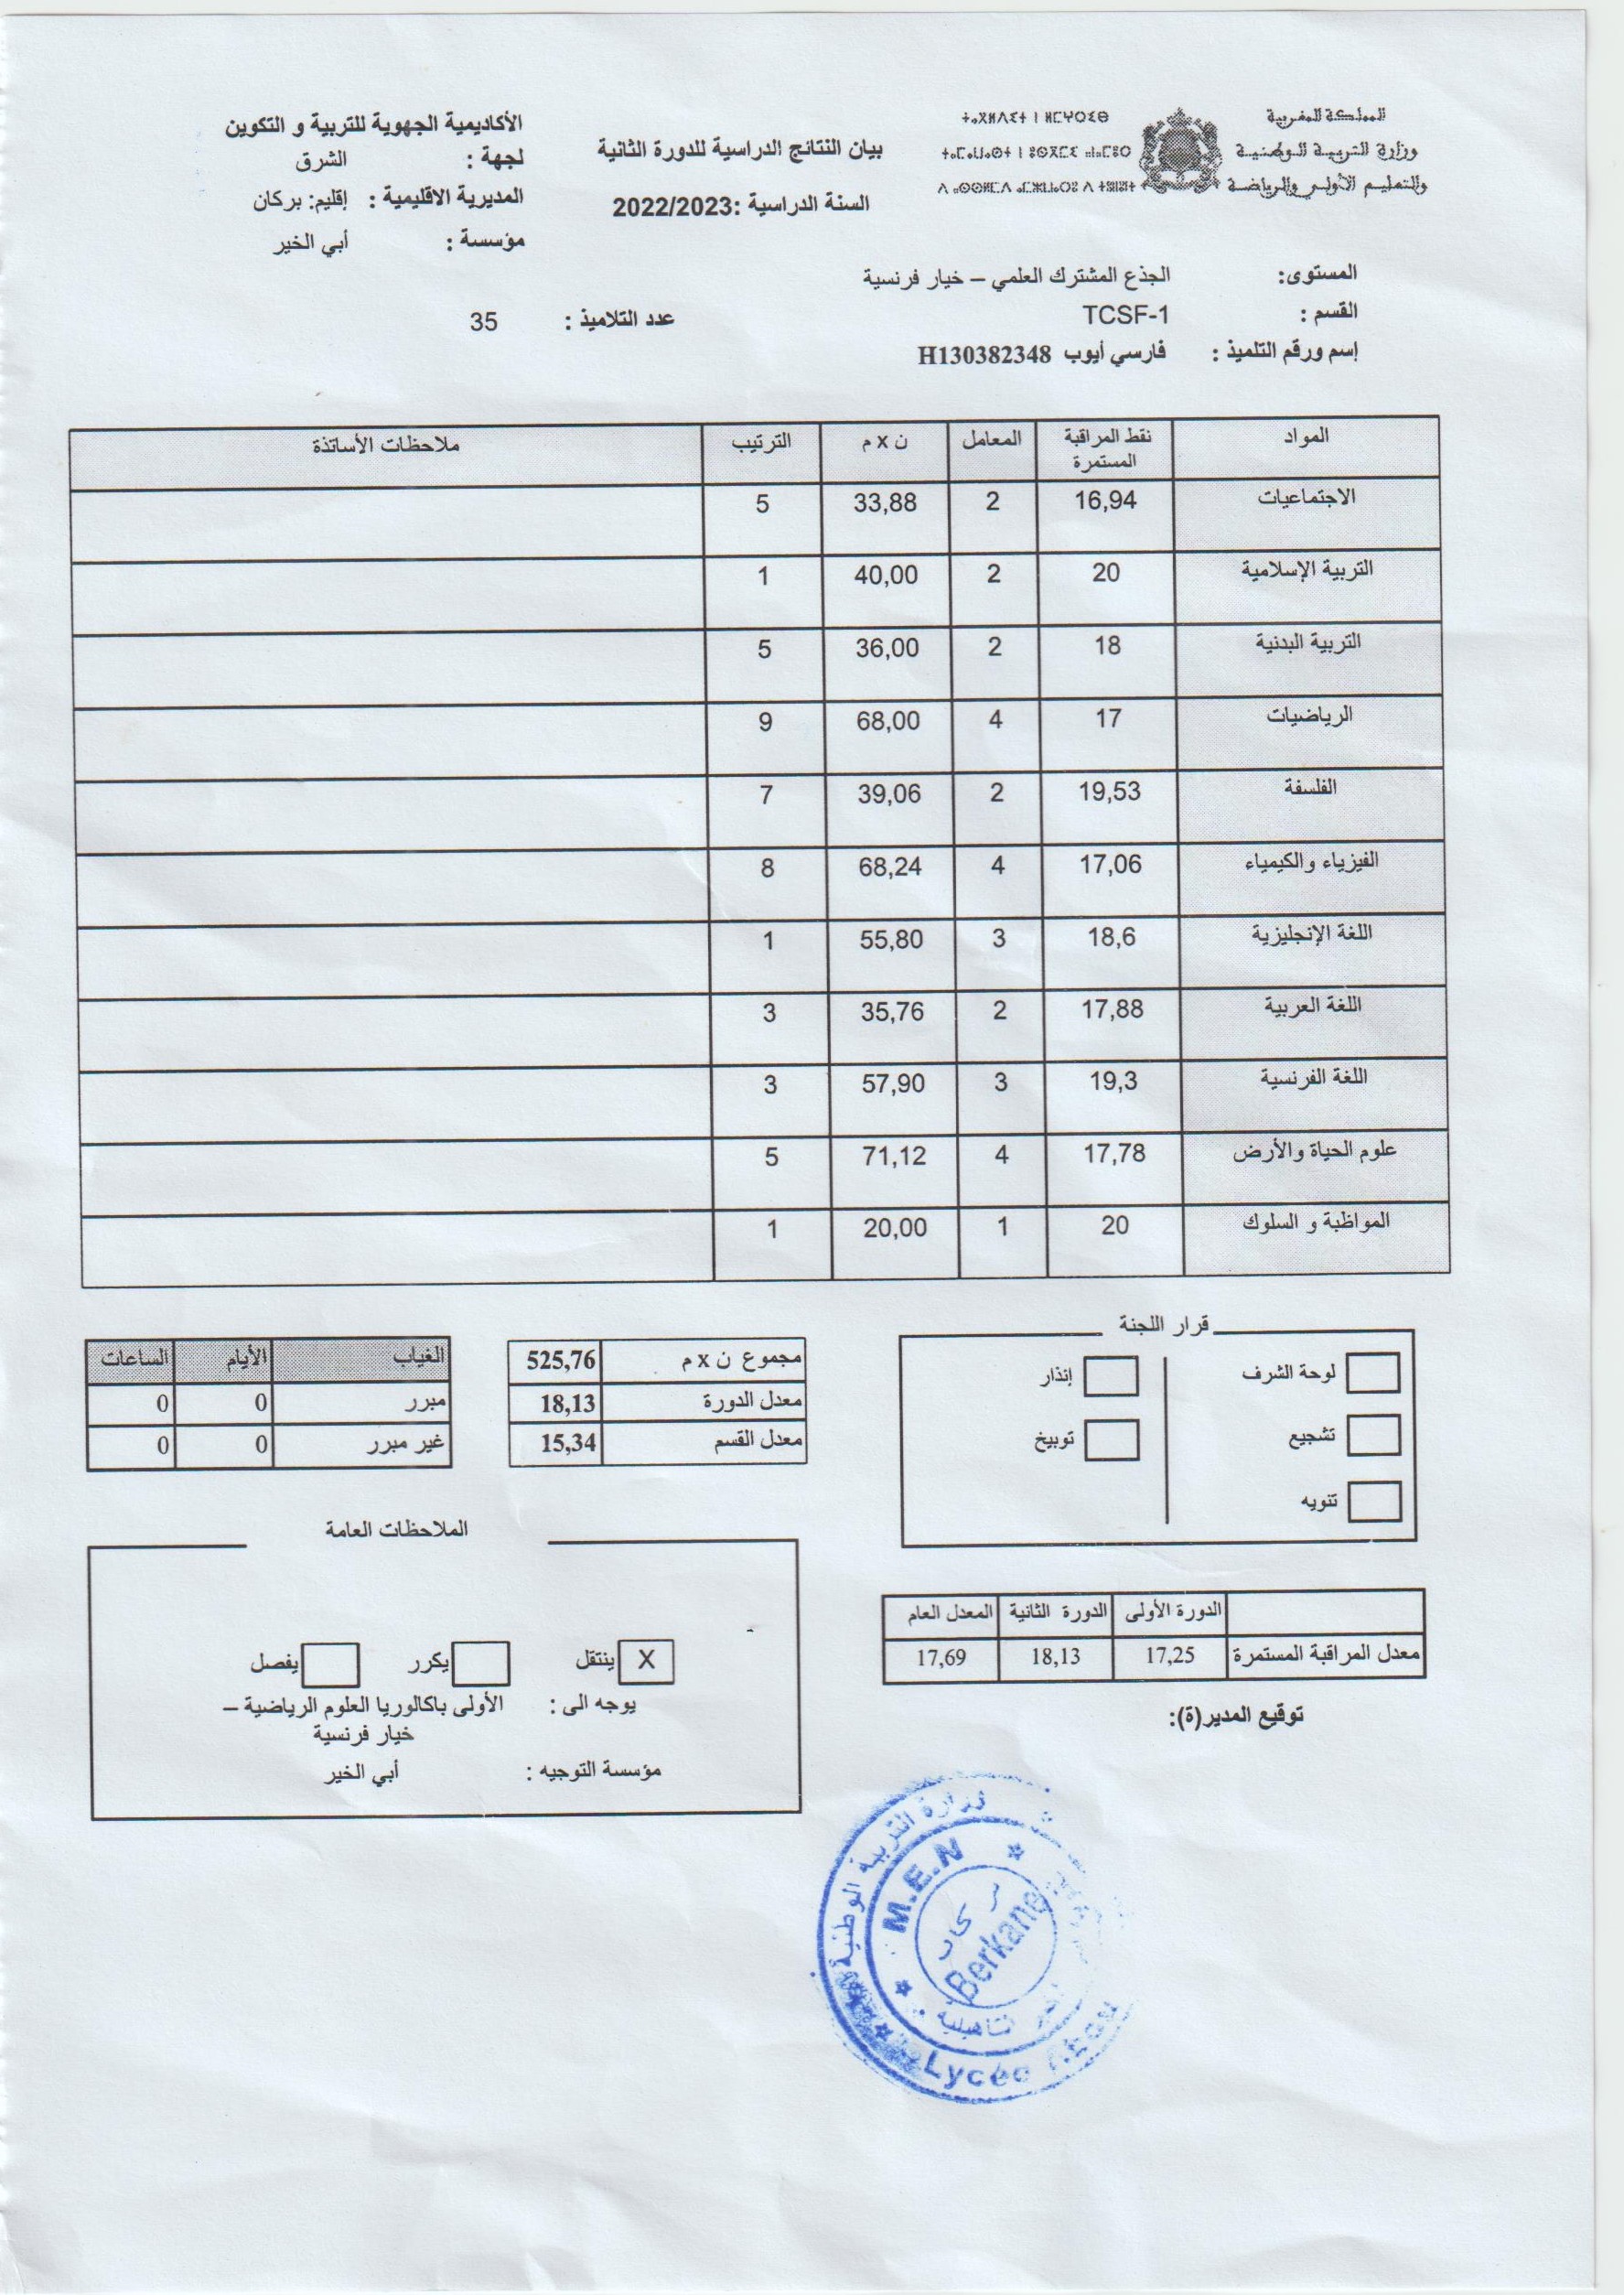 المملكة المغربية
وزارة التربية الوطنية
والتعليم الأولي والرياضة
ⵜⴰⴳⵍⴷⵉⵜ ⵏ ⵍⵎⵖⵔⵉⴱ
ⵜⴰⵎⴰⵡⴰⵙⵜ ⵏ ⵓⵙⴳⵎⵉ ⴰⵏⴰⵎⵓⵔ
بيان النتائج الدراسية للدورة الثانية
السنة الدراسية :2022/2023
الأكاديمية الجهوية للتربية و التكوين
لجهة : الشرق
المديرية الاقليمية : إقليم: بركان
مؤسسة : أبي الخير
المستوى: الجذع المشترك العلمي – خيار فرنسية
القسم : TCSF-1
عدد التلاميذ : 35
إسم ورقم التلميذ : فارسي أيوب H130382348
المواد نقط المراقبة المستمرة المعامل ن x م الترتيب ملاحظات الأساتذة
الاجتماعيات 16,94 2 33,88 5
التربية الإسلامية 20 2 40,00 1
التربية البدنية 18 2 36,00 5
الرياضيات 17 4 68,00 9
الفلسفة 19,53 2 39,06 7
الفيزياء والكيمياء 17,06 4 68,24 8
اللغة الإنجليزية 18,6 3 55,80 1
اللغة العربية 17,88 2 35,76 3
اللغة الفرنسية 19,3 3 57,90 3
علوم الحياة والأرض 17,78 4 71,12 5
المواظبة و السلوك 20 1 20,00 1
قرار اللجنة
لوحة الشرف إنذار
تشجيع توبيخ
تنويه
مجموع ن x م 525,76
معدل الدورة 18,13
معدل القسم 15,34
الغياب الأيام الساعات
مبرر 0 0
غير مبرر 0 0
الدورة الأولى الدورة الثانية المعدل العام
معدل المراقبة المستمرة 17,25 18,13 17,69
توقيع المدير(ة):
الملاحظات العامة
X ينتقل يكرر يفصل
يوجه الى : الأولى باكالوريا العلوم الرياضية –
خيار فرنسية
مؤسسة التوجيه : أبي الخير
وزارة التربية الوطنية
M.E.N
بركان
Berkane
التأهيلية
Lycée Abou